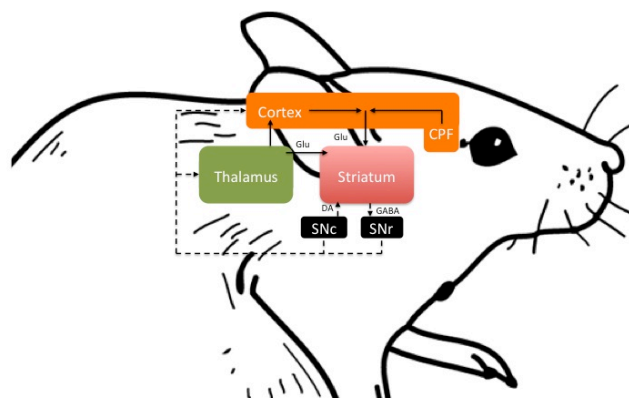 Cortex
CPF
Glu
Glu
Thalamus
Striatum
DA
GABA
SNc
SNr